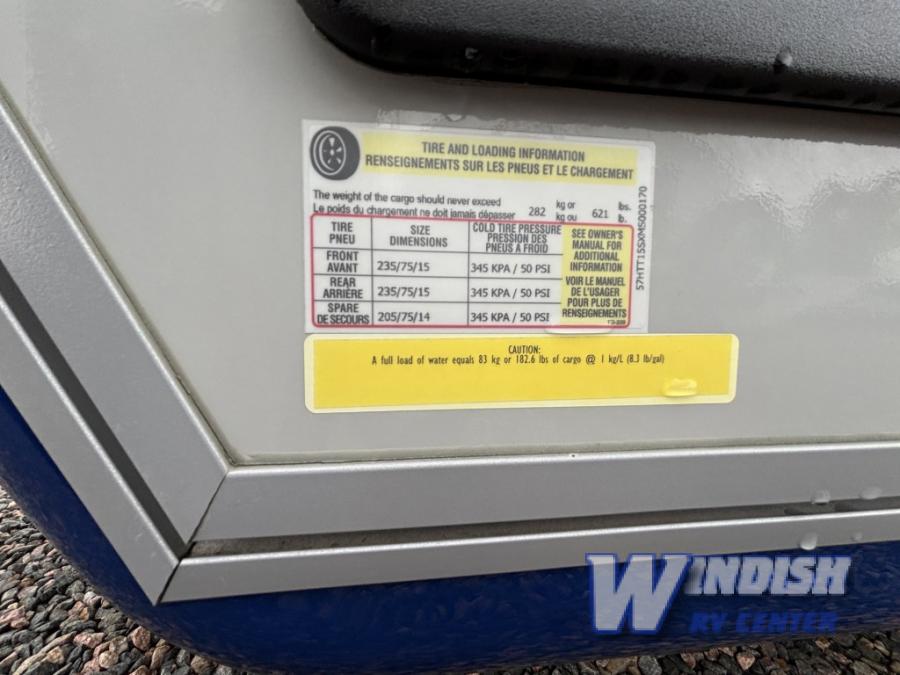 TIRE AND LOADING INFORMATION
RENSEIGNEMENTS SUR LES PNEUS ET LE CHARGEMENT
The weight of the cargo should never exceed
Le poids du chargement ne doit jamais dépasser 282 kg or kg ou 621 lbs. lb.
TIRE PNEU
SIZE DIMENSIONS
COLD TIRE PRESSURE
PRESSION DES PNEUS À FROID
FRONT AVANT 235/75/15 345 KPA / 50 PSI
REAR ARRIÈRE 235/75/15 345 KPA / 50 PSI
SPARE DE SECOURS 205/75/14 345 KPA / 50 PSI
SEE OWNER'S
MANUAL FOR
ADDITIONAL
INFORMATION
VOIR LE MANUEL
DE L'USAGER
POUR PLUS DE
RENSEIGNEMENTS
57HTT15SXMS000170
CAUTION:
A full load of water equals 83 kg or 182.6 lbs of cargo @ 1 kg/L (8.3 lb/gal)
WINDISH
RV CENTER